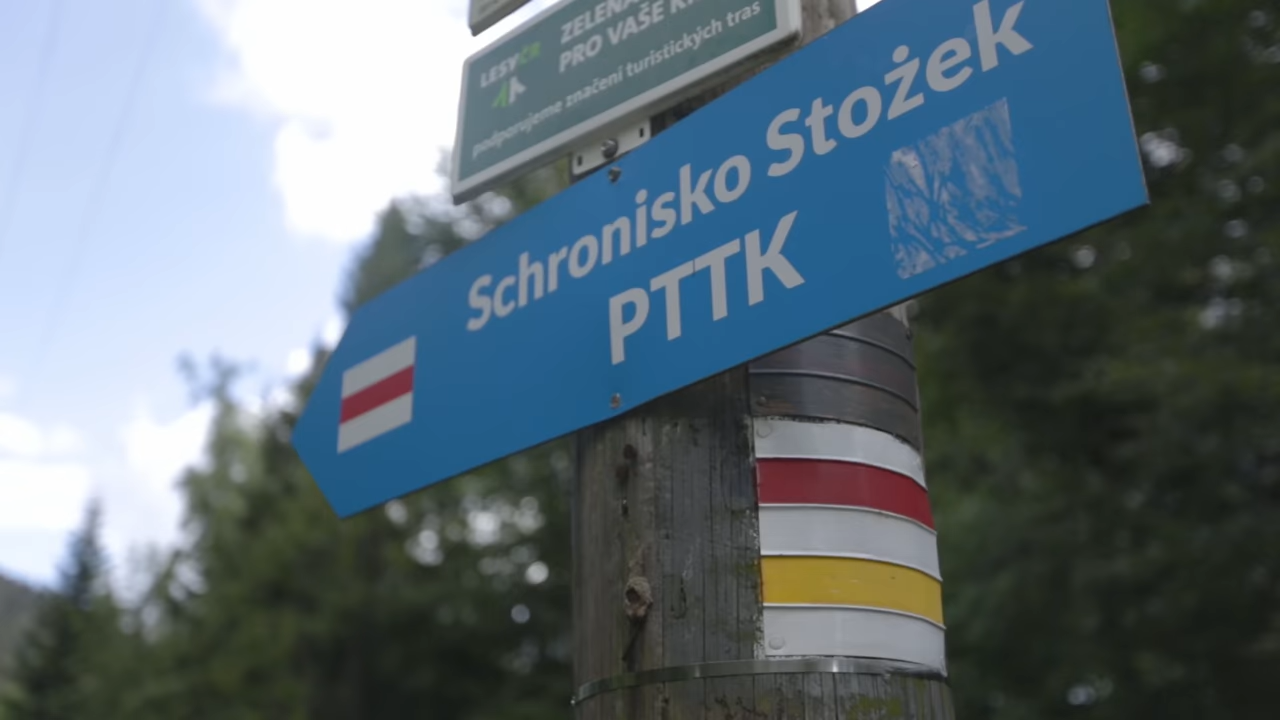 LESY ČR
ZELENÁ
PRO VAŠE
podporujeme značení turistických tras
Schronisko Stożek
PTTK